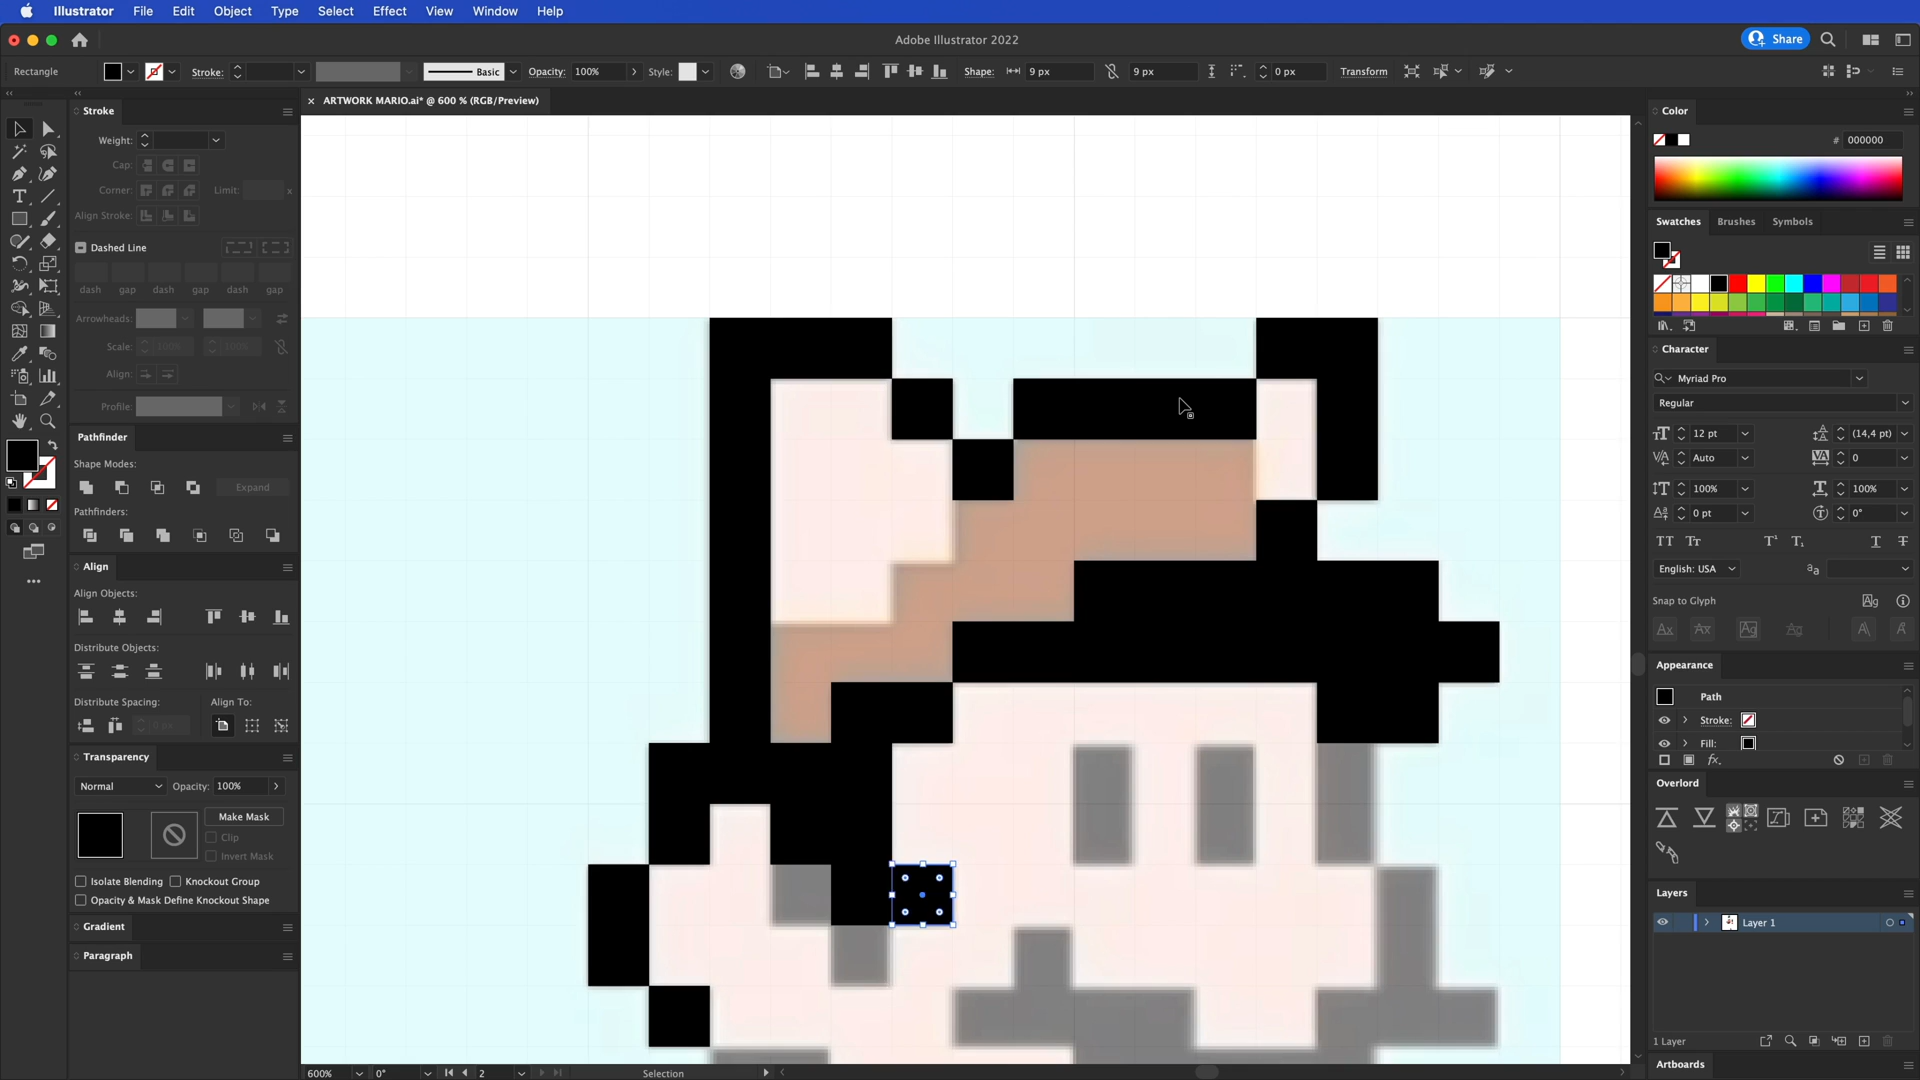 Illustrator File Edit Object Type Select Effect View Window Help
Adobe Illustrator 2022
Share
Rectangle Stroke: Basic Opacity: 100% Style: Shape: 9 px 9 px 0 px Transform
ARTWORK MARIO.ai* @ 600 % (RGB/Preview)
Stroke
Weight:
Cap:
Corner: Limit: x
Align Stroke:
Dashed Line
dash gap dash gap dash gap
Arrowheads:
Scale: 100% 100%
Align:
Profile:
Pathfinder
Shape Modes:
Expand
Pathfinders:
Align
Align Objects:
Distribute Objects:
Distribute Spacing: Align To:
0 px
Transparency
Normal Opacity: 100%
Make Mask
Clip
Invert Mask
Isolate Blending Knockout Group
Opacity & Mask Define Knockout Shape
Gradient
Paragraph
600% 0° 2 Selection
Color
# 000000
Swatches Brushes Symbols
Character
Myriad Pro
Regular
12 pt (14,4 pt)
Auto 0
100% 100%
0 pt 0°
English: USA
Snap to Glyph
Appearance
Path
Stroke:
Fill:
fx.
Overlord
Layers
Layer 1
1 Layer
Artboards